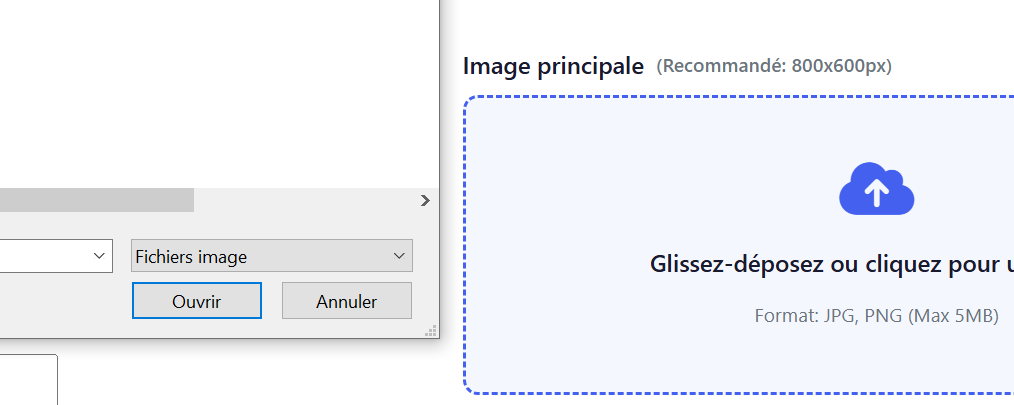 Image principale (Recommandé: 800x600px)
Fichiers image
Ouvrir
Annuler
Glissez-déposez ou cliquez pour
Format: JPG, PNG (Max 5MB)